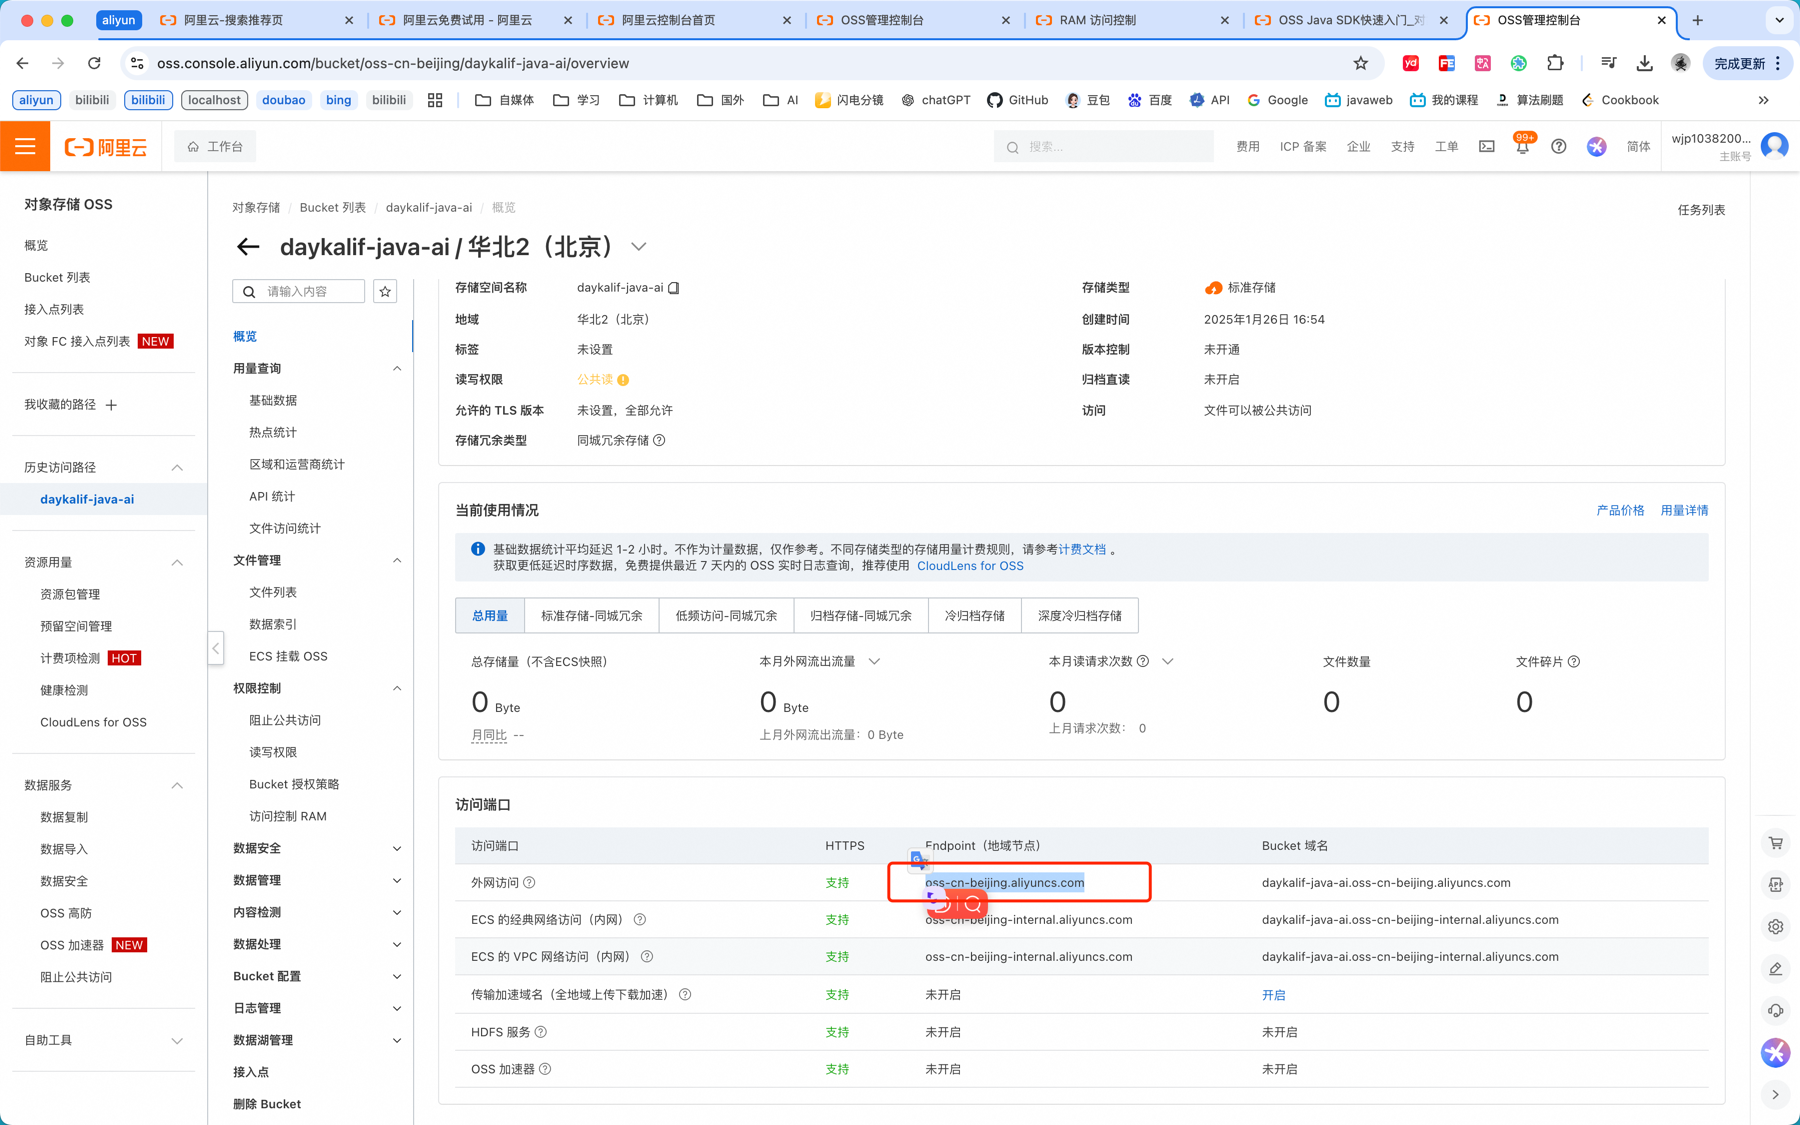 aliyun
阿里云-搜索推荐页
阿里云免费试用 - 阿里云
阿里云控制台首页
OSS管理控制台
RAM 访问控制
OSS Java SDK快速入门_对
OSS管理控制台
oss.console.aliyun.com/bucket/oss-cn-beijing/daykalif-java-ai/overview
完成更新
aliyun
bilibili
bilibili
localhost
doubao
bing
bilibili
自媒体
学习
计算机
国外
AI
闪电分镜
chatGPT
GitHub
豆包
百度
API
Google
javaweb
我的课程
算法刷题
Cookbook
阿里云
工作台
搜索...
费用
ICP 备案
企业
支持
工单
99+
简体
wjp1038200...
主账号
对象存储 OSS
概览
Bucket 列表
接入点列表
对象 FC 接入点列表 NEW
我收藏的路径
历史访问路径
daykalif-java-ai
资源用量
资源包管理
预留空间管理
计费项检测 HOT
健康检测
CloudLens for OSS
数据服务
数据复制
数据导入
数据安全
OSS 高防
OSS 加速器 NEW
阻止公共访问
自助工具
对象存储 / Bucket 列表 / daykalif-java-ai / 概览
任务列表
daykalif-java-ai / 华北2（北京）
请输入内容
概览
用量查询
基础数据
热点统计
区域和运营商统计
API 统计
文件访问统计
文件管理
文件列表
数据索引
ECS 挂载 OSS
权限控制
阻止公共访问
读写权限
Bucket 授权策略
访问控制 RAM
数据安全
数据管理
内容检测
数据处理
Bucket 配置
日志管理
数据湖管理
接入点
删除 Bucket
存储空间名称 daykalif-java-ai 存储类型 标准存储
地域 华北2（北京） 创建时间 2025年1月26日 16:54
标签 未设置 版本控制 未开通
读写权限 公共读 归档直读 未开启
允许的 TLS 版本 未设置，全部允许 访问 文件可以被公共访问
存储冗余类型 同城冗余存储
当前使用情况
产品价格 用量详情
基础数据统计平均延迟 1-2 小时。不作为计量数据，仅作参考。不同存储类型的存储用量计费规则，请参考计费文档 。
获取更低延迟时序数据，免费提供最近 7 天内的 OSS 实时日志查询，推荐使用 CloudLens for OSS
总用量 标准存储-同城冗余 低频访问-同城冗余 归档存储-同城冗余 冷归档存储 深度冷归档存储
总存储量（不含ECS快照） 本月外网流出流量 本月读请求次数 文件数量 文件碎片
0 Byte 0 Byte 0 0 0
月同比 -- 上月外网流出流量：0 Byte 上月请求次数： 0
访问端口
访问端口 HTTPS Endpoint（地域节点） Bucket 域名
外网访问 支持 oss-cn-beijing.aliyuncs.com daykalif-java-ai.oss-cn-beijing.aliyuncs.com
ECS 的经典网络访问（内网） 支持 oss-cn-beijing-internal.aliyuncs.com daykalif-java-ai.oss-cn-beijing-internal.aliyuncs.com
ECS 的 VPC 网络访问（内网） 支持 oss-cn-beijing-internal.aliyuncs.com daykalif-java-ai.oss-cn-beijing-internal.aliyuncs.com
传输加速域名（全地域上传下载加速） 支持 未开启 开启
HDFS 服务 支持 未开启 未开启
OSS 加速器 支持 未开启 未开启